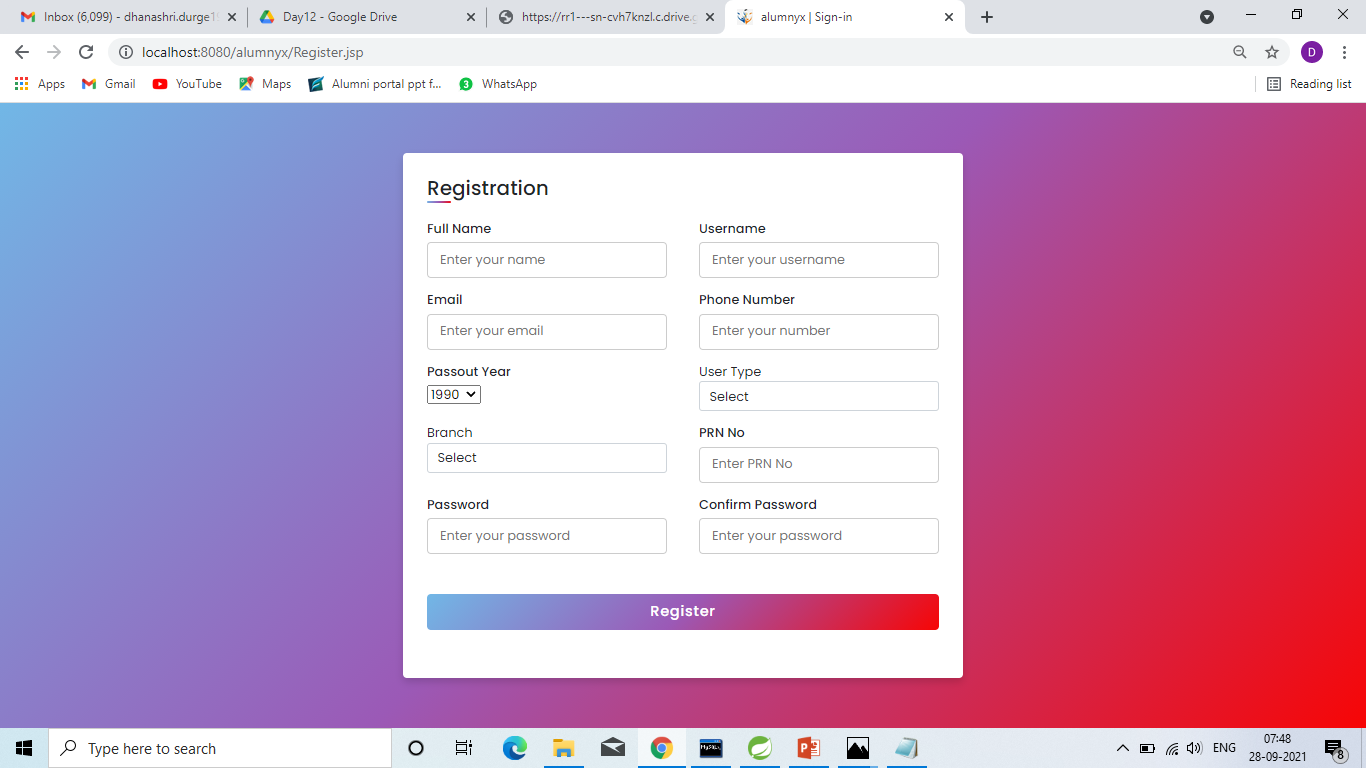 Inbox (6,099) - dhanashri.durge1
Day12 - Google Drive
https://rr1---sn-cvh7knzl.c.drive.g
alumnyx | Sign-in
localhost:8080/alumnyx/Register.jsp
D
Apps
Gmail
YouTube
Maps
Alumni portal ppt f...
3
WhatsApp
Reading list
Registration
Full Name
Username
Enter your name
Enter your username
Email
Phone Number
Enter your email
Enter your number
Passout Year
User Type
1990
Select
Branch
PRN No
Select
Enter PRN No
Password
Confirm Password
Enter your password
Enter your password
Register
Type here to search
MySQL
ENG
07:48
28-09-2021
8